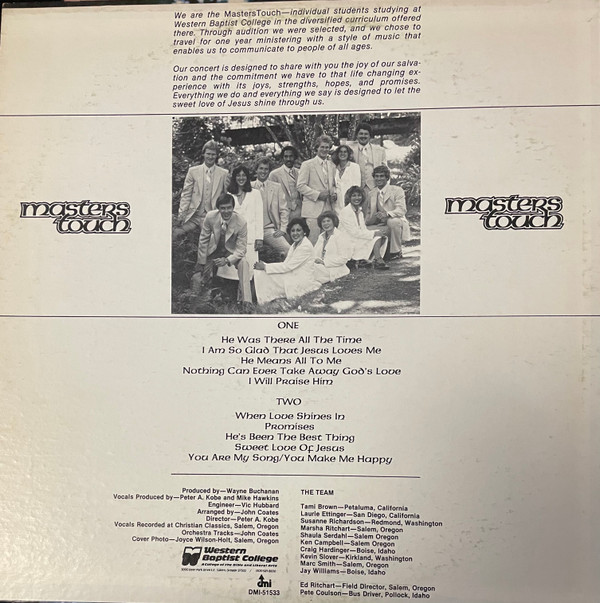 We are the MastersTouch—individual students studying at
Western Baptist College in the diversified curriculum offered
there. Through audition we were selected, and we chose to
travel for one year ministering with a style of music that
enables us to communicate to people of all ages.
Our concert is designed to share with you the joy of our salva-
tion and the commitment we have to that life changing ex-
perience with its joys, strengths, hopes, and promises.
Everything we do and everything we say is designed to let the
sweet love of Jesus shine through us.
masters
touch
masters
touch
ONE
He Was There All The Time
I Am So Glad That Jesus Loves Me
He Means All To Me
Nothing Can Ever Take Away God's Love
I Will Praise Him
TWO
When Love Shines In
Promises
He's Been The Best Thing
Sweet Love Of Jesus
You Are My Song/You Make Me Happy
Produced by—Wayne Buchanan
Vocals Produced by—Peter A. Kobe and Mike Hawkins
Engineer—Vic Hubbard
Arranged by—John Coates
Director—Peter A. Kobe
Vocals Recorded at Christian Classics, Salem, Oregon
Orchestra Tracks—John Coates
Cover Photo—Joyce Wilson-Holt, Salem, Oregon
Western
Baptist College
A College of the Bible and Liberal Arts
THE TEAM
Tami Brown—Petaluma, California
Laurie Ettinger—San Diego, California
Susanne Richardson—Redmond, Washington
Marsha Ritchart—Salem Oregon
Shaula Serdahl—Salem Oregon
Ken Campbell—Salem Oregon
Craig Hardinger—Boise, Idaho
Kevin Slover—Kirkland, Washington
Marc Smith—Salem, Oregon
Jay Williams—Boise, Idaho
Ed Ritchart—Field Director, Salem, Oregon
Pete Coulson—Bus Driver, Pollock, Idaho
dmi
DMI-51533